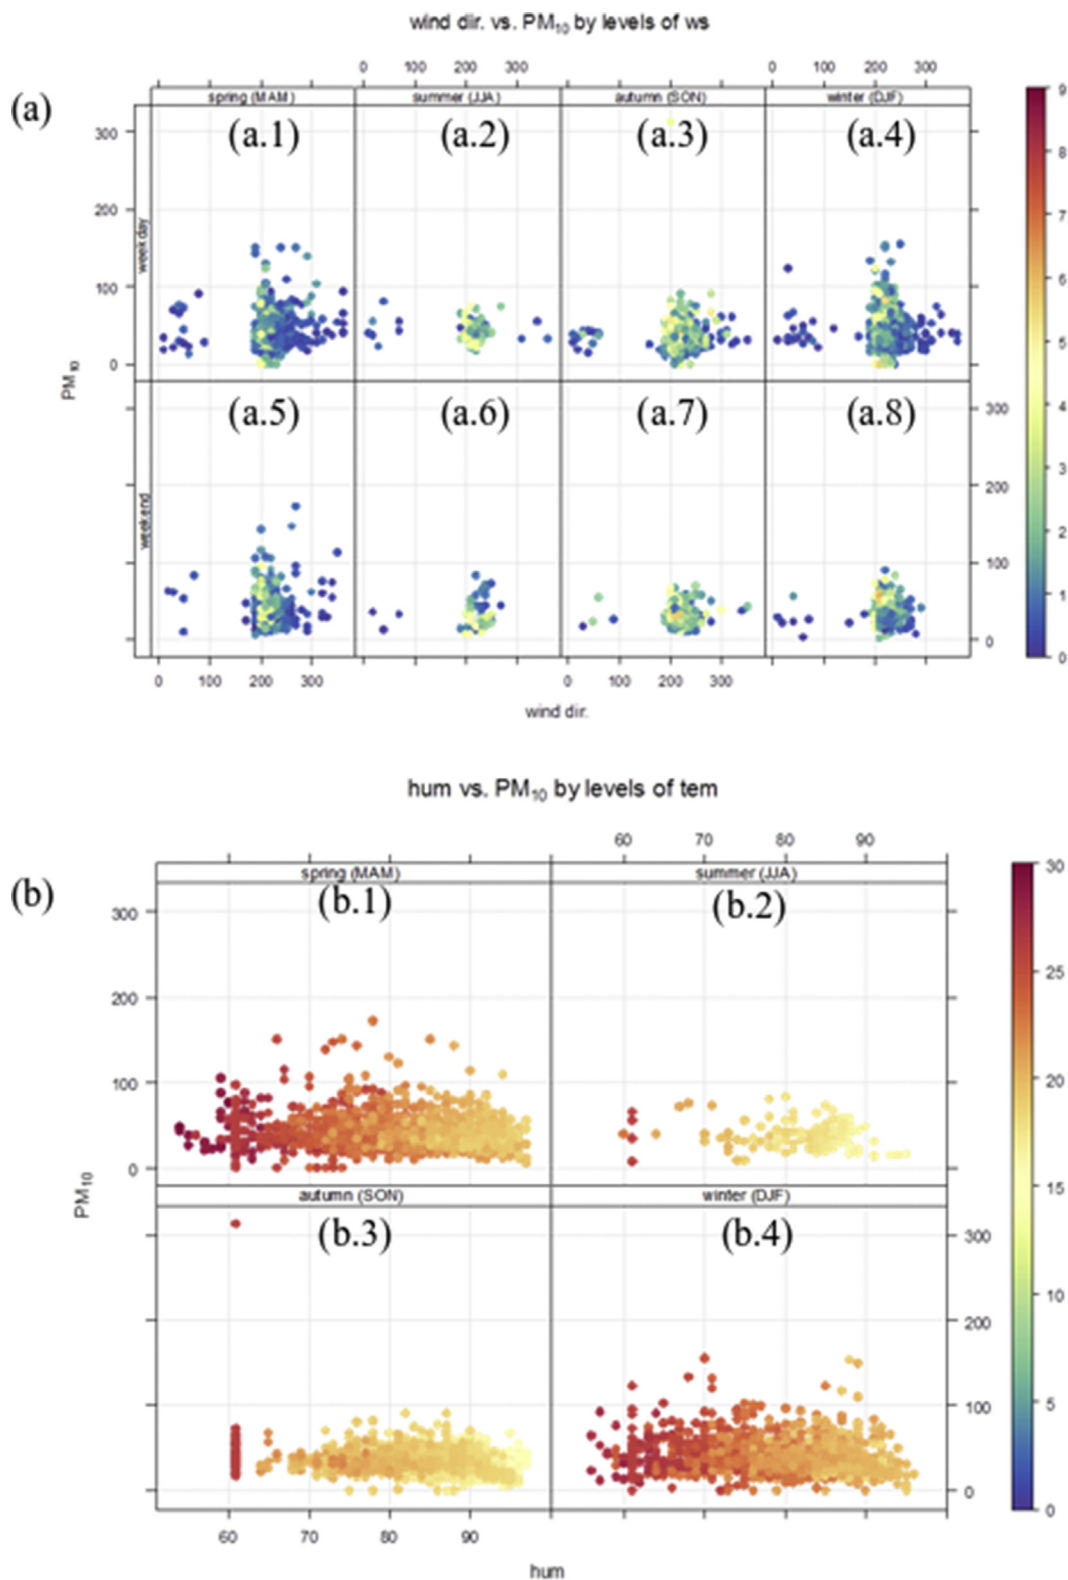 wind dir. vs. PM10 by levels of ws
(a)
0 100 200 300 0 100 200 300
spring (MAM) summer (JJA) autumn (SON) winter (DJF)
(a.1) (a.2) (a.3) (a.4)
weekday
300
200
100
0
PM10
(a.5) (a.6) (a.7) (a.8)
weekend
300
200
100
0
0 100 200 300 0 100 200 300
wind dir.
9
8
7
6
5
4
3
2
1
0
hum vs. PM10 by levels of tem
(b)
60 70 80 90
spring (MAM) summer (JJA)
(b.1) (b.2)
300
200
100
0
PM10
autumn (SON) winter (DJF)
(b.3) (b.4)
300
200
100
0
60 70 80 90
hum
30
25
20
15
10
5
0